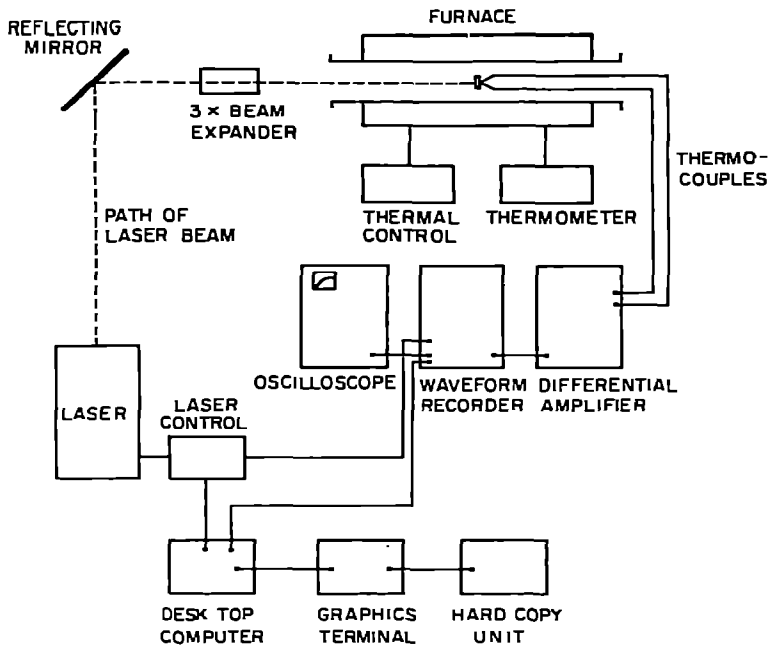 FURNACE
REFLECTING
MIRROR
3 × BEAM
EXPANDER
THERMO-
COUPLES
PATH OF
LASER BEAM
THERMAL
CONTROL
THERMOMETER
OSCILLOSCOPE
WAVEFORM
RECORDER
DIFFERENTIAL
AMPLIFIER
LASER
LASER
CONTROL
DESK TOP
COMPUTER
GRAPHICS
TERMINAL
HARD COPY
UNIT